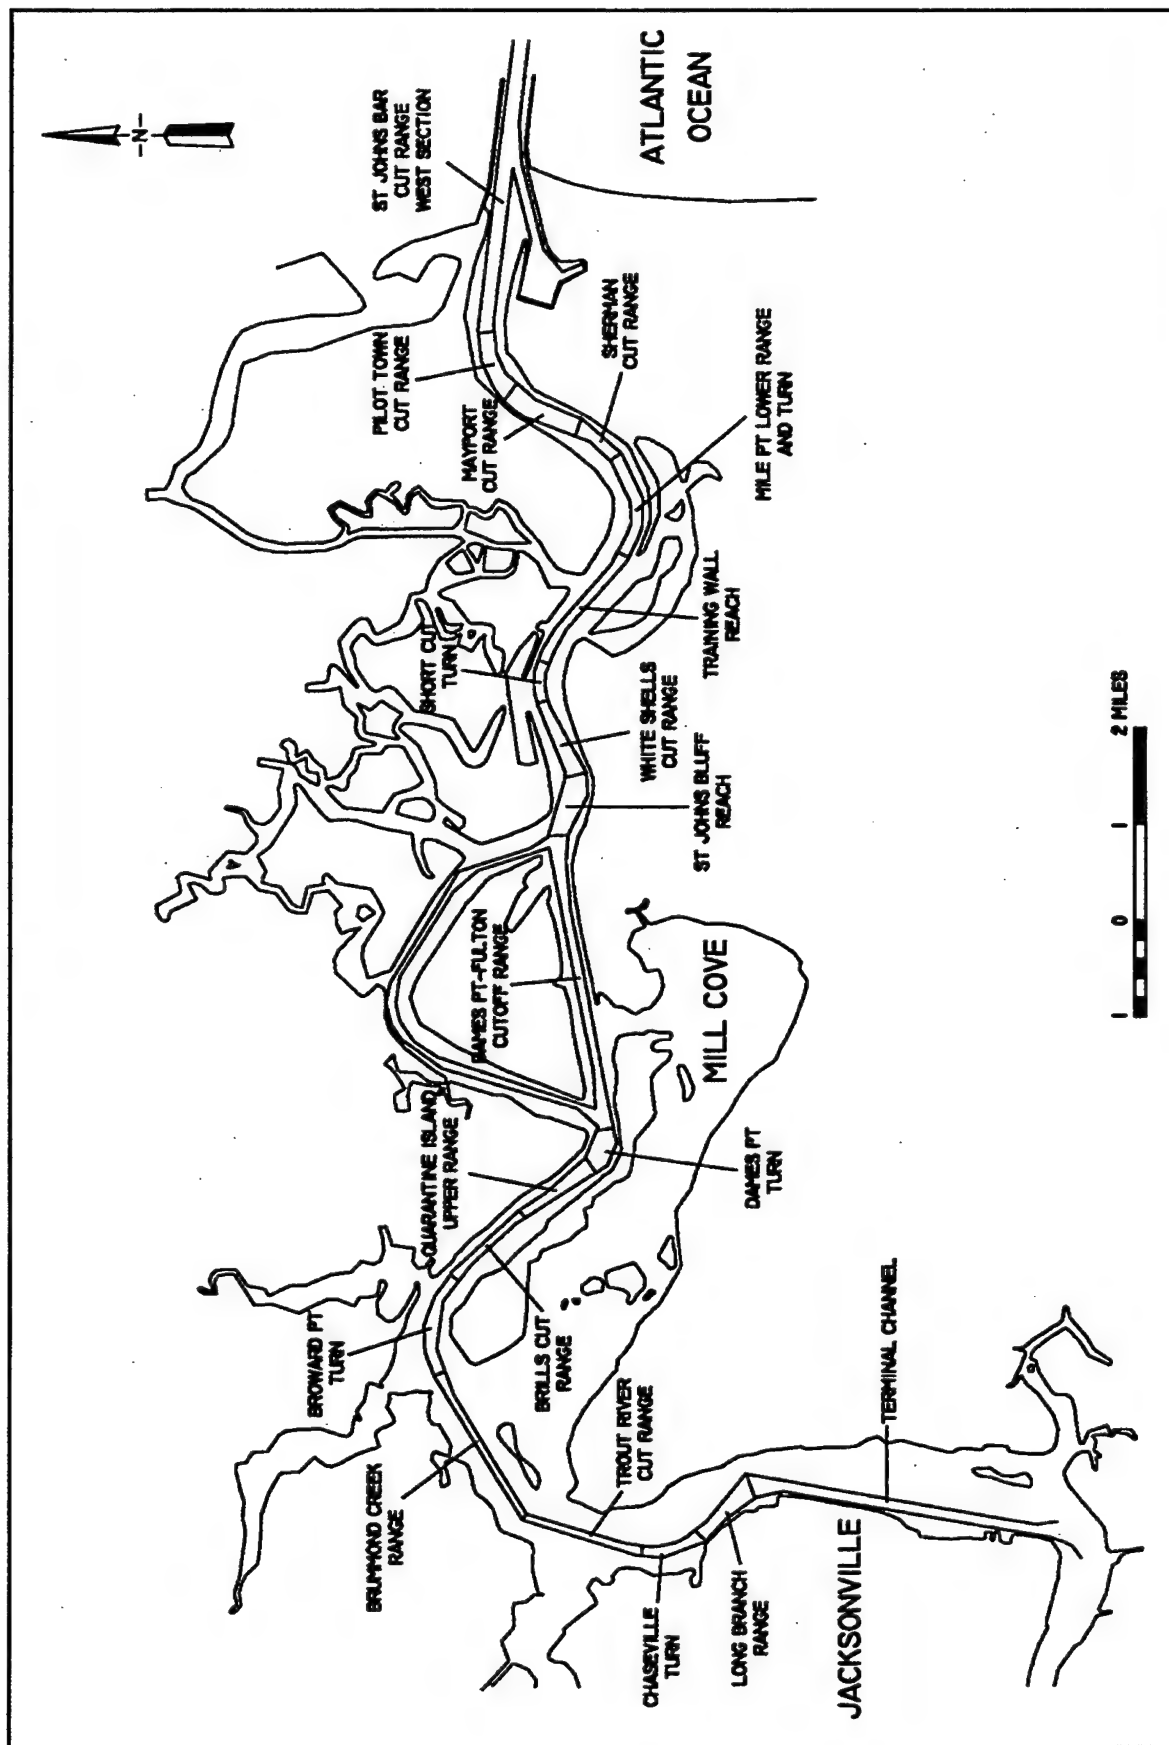 -N-
ATLANTIC
OCEAN
ST JOHNS BAR
CUT RANGE
WEST SECTION
PILOT TOWN
CUT RANGE
MAYPORT
CUT RANGE
SHERMAN
CUT RANGE
MILE PT LOWER RANGE
AND TURN
TRAINING WALL
REACH
SHORT CUT
TURN
WHITE SHELLS
CUT RANGE
ST JOHNS BLUFF
REACH
DAMES PT-FULTON
CUTOFF RANGE
MILL COVE
QUARANTINE ISLAND
UPPER RANGE
DAMES PT
TURN
BROWARD PT
TURN
BRILLS CUT
RANGE
DRUMMOND CREEK
RANGE
TROUT RIVER
CUT RANGE
CHASEVILLE
TURN
LONG BRANCH
RANGE
TERMINAL CHANNEL
JACKSONVILLE
1 0 1 2 MILES